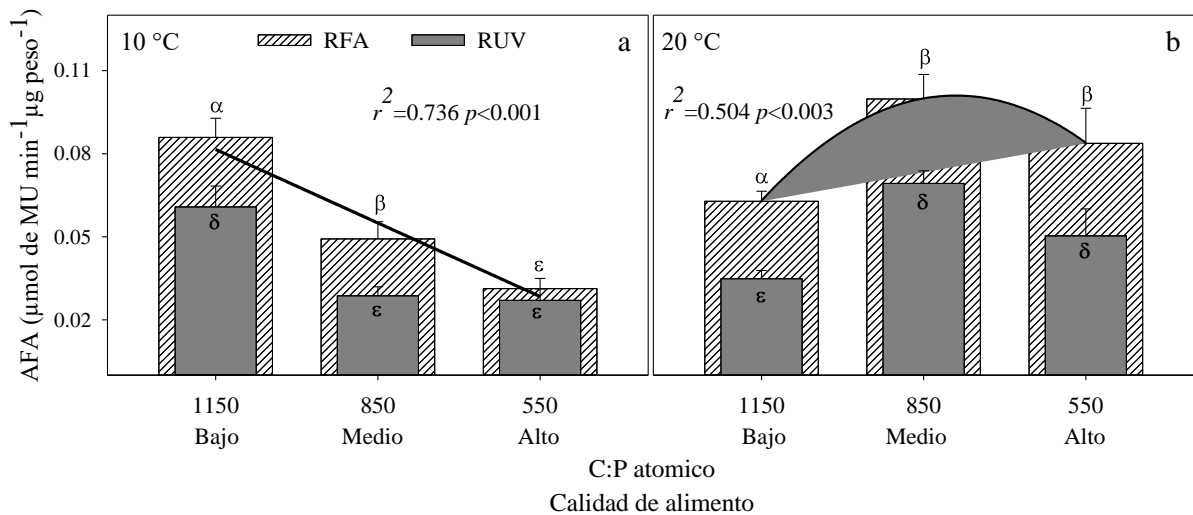 10 °C
RFA
RUV
a
20 °C
b
AFA (µmol de MU min⁻¹µg peso⁻¹)
0.11
0.08
0.05
0.02
r²=0.736 p<0.001
r²=0.504 p<0.003
α
δ
β
ε
ε
ε
α
ε
β
δ
β
δ
1150
850
550
1150
850
550
Bajo
Medio
Alto
Bajo
Medio
Alto
C:P atomico
Calidad de alimento